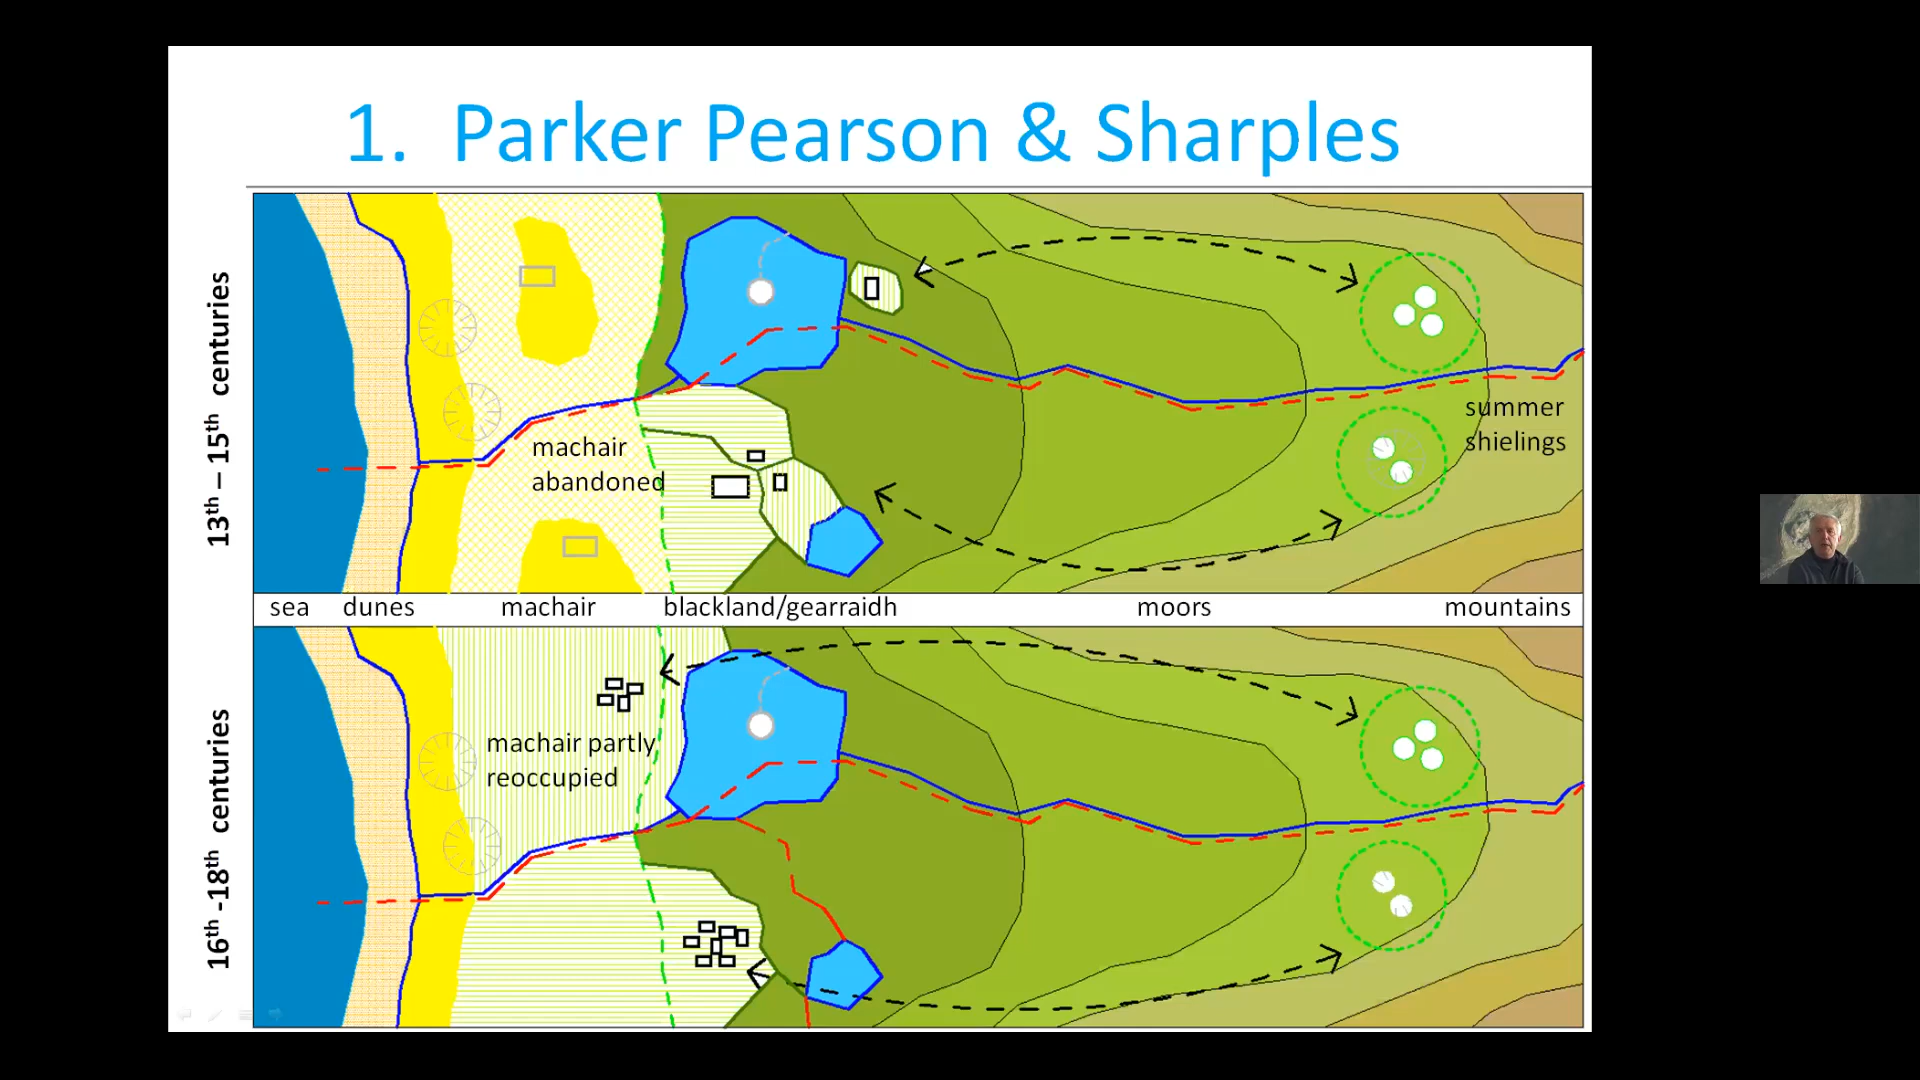 1. Parker Pearson & Sharples
13th – 15th centuries
machair
abandoned
summer
shielings
sea dunes machair blackland/gearraidh moors mountains
16th -18th centuries
machair partly
reoccupied